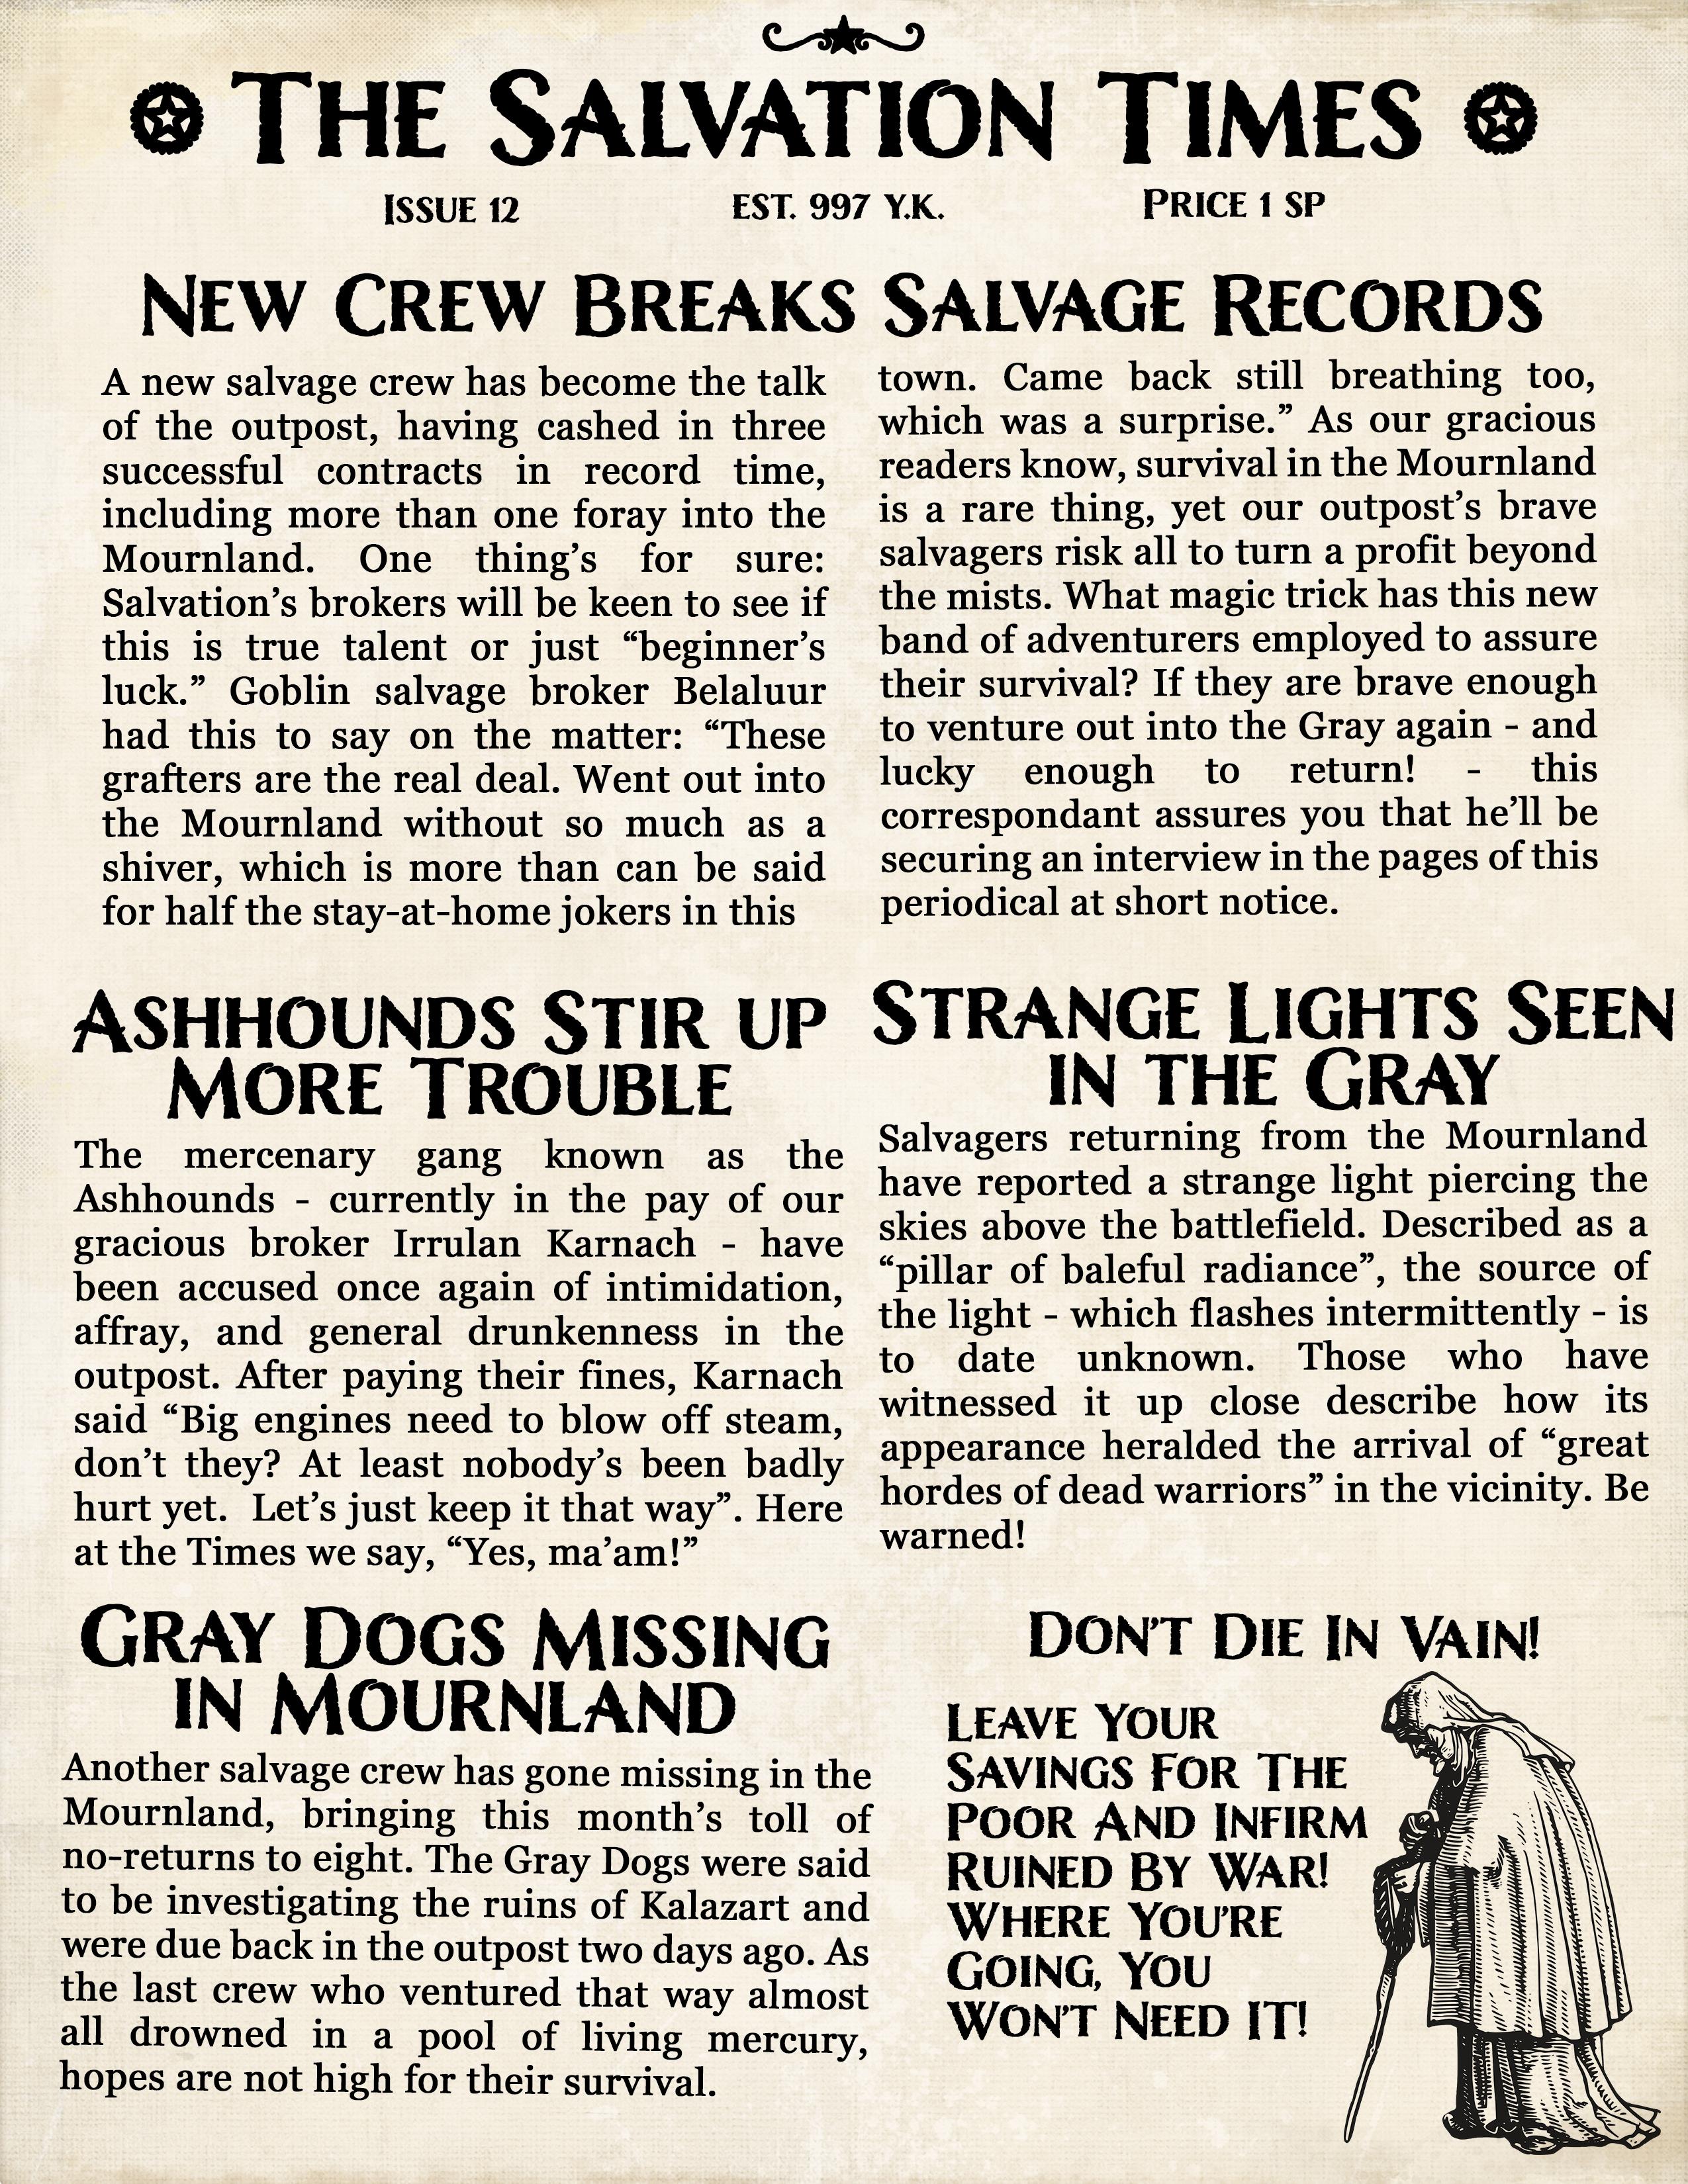 The Salvation Times
Issue 12
Est. 997 Y.K.
Price 1 SP
New Crew Breaks Salvage Records
A new salvage crew has become the talk
of the outpost, having cashed in three
successful contracts in record time,
including more than one foray into the
Mournland. One thing’s for sure:
Salvation’s brokers will be keen to see if
this is true talent or just “beginner’s
luck.” Goblin salvage broker Belaluur
had this to say on the matter: “These
grafters are the real deal. Went out into
the Mournland without so much as a
shiver, which is more than can be said
for half the stay-at-home jokers in this
town. Came back still breathing too,
which was a surprise.” As our gracious
readers know, survival in the Mournland
is a rare thing, yet our outpost’s brave
salvagers risk all to turn a profit beyond
the mists. What magic trick has this new
band of adventurers employed to assure
their survival? If they are brave enough
to venture out into the Gray again - and
lucky enough to return! - this
correspondant assures you that he’ll be
securing an interview in the pages of this
periodical at short notice.
Ashhounds Stir up
More Trouble
The mercenary gang known as the
Ashhounds - currently in the pay of our
gracious broker Irrulan Karnach - have
been accused once again of intimidation,
affray, and general drunkenness in the
outpost. After paying their fines, Karnach
said “Big engines need to blow off steam,
don’t they? At least nobody’s been badly
hurt yet.  Let’s just keep it that way”. Here
at the Times we say, “Yes, ma’am!”
Strange Lights Seen
in the Gray
Salvagers returning from the Mournland
have reported a strange light piercing the
skies above the battlefield. Described as a
“pillar of baleful radiance”, the source of
the light - which flashes intermittently - is
to date unknown. Those who have
witnessed it up close describe how its
appearance heralded the arrival of “great
hordes of dead warriors” in the vicinity. Be
warned!
Gray Dogs Missing
in Mournland
Another salvage crew has gone missing in the
Mournland, bringing this month’s toll of
no-returns to eight. The Gray Dogs were said
to be investigating the ruins of Kalazart and
were due back in the outpost two days ago. As
the last crew who ventured that way almost
all drowned in a pool of living mercury,
hopes are not high for their survival.
Don’t Die In Vain!
Leave Your
Savings For The
Poor And Infirm
Ruined By War!
Where You’re
Going, You
Won’t Need It!